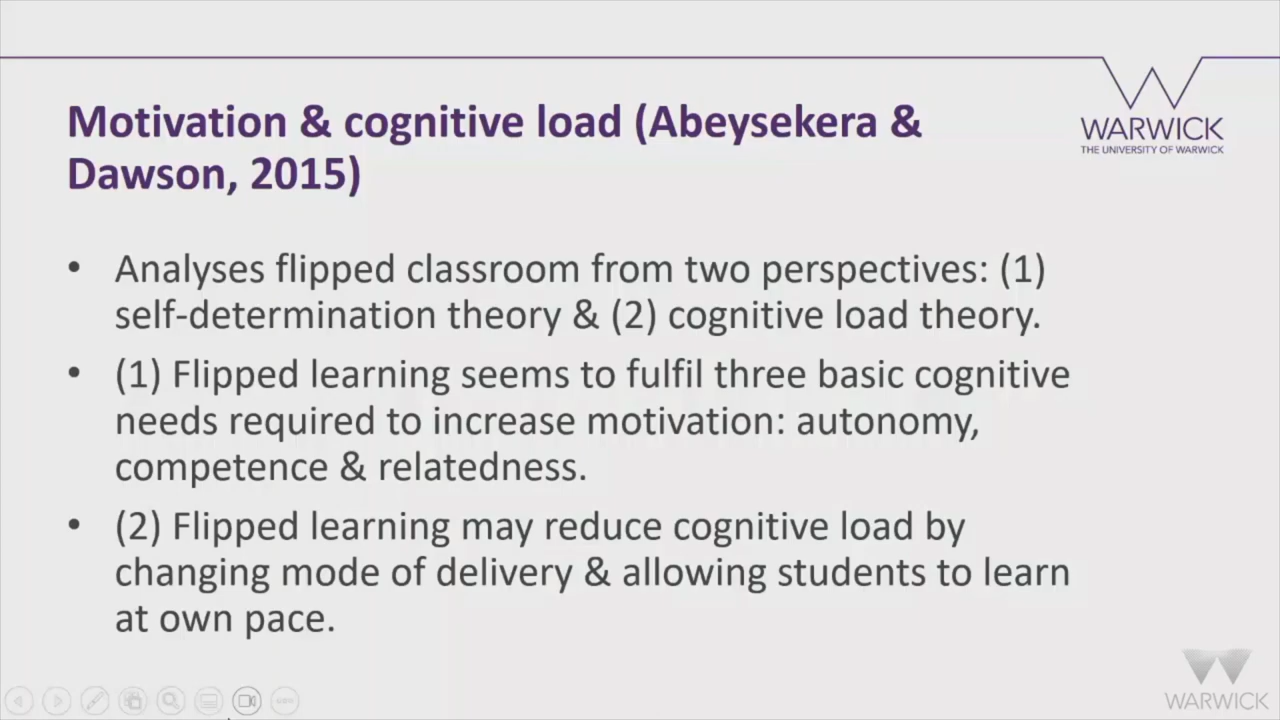 Motivation & cognitive load (Abeysekera &
Dawson, 2015)
WARWICK
THE UNIVERSITY OF WARWICK
• Analyses flipped classroom from two perspectives: (1)
self-determination theory & (2) cognitive load theory.
• (1) Flipped learning seems to fulfil three basic cognitive
needs required to increase motivation: autonomy,
competence & relatedness.
• (2) Flipped learning may reduce cognitive load by
changing mode of delivery & allowing students to learn
at own pace.
WARWICK